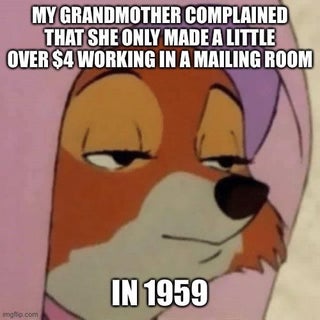 MY GRANDMOTHER COMPLAINED
THAT SHE ONLY MADE A LITTLE
OVER $4 WORKING IN A MAILING ROOM
IN 1959
imgflip.com